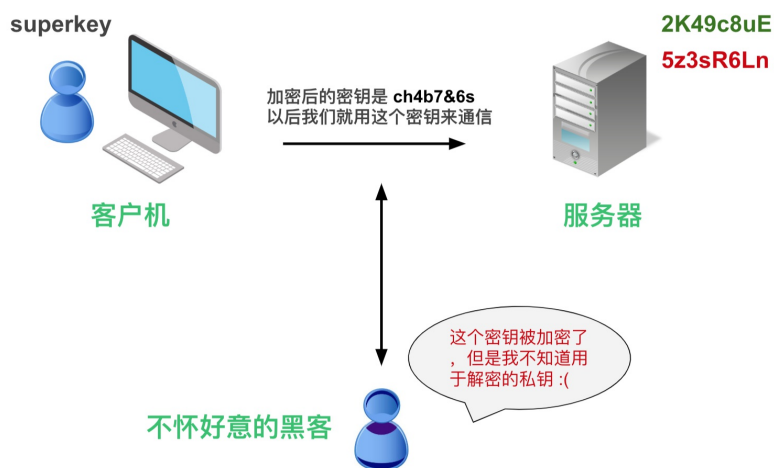 superkey
2K49c8uE
5z3sR6Ln
加密后的密钥是 ch4b7&6s
以后我们就用这个密钥来通信
客户机
服务器
这个密钥被加密了
，但是我不知道用
于解密的私钥 :(
不怀好意的黑客